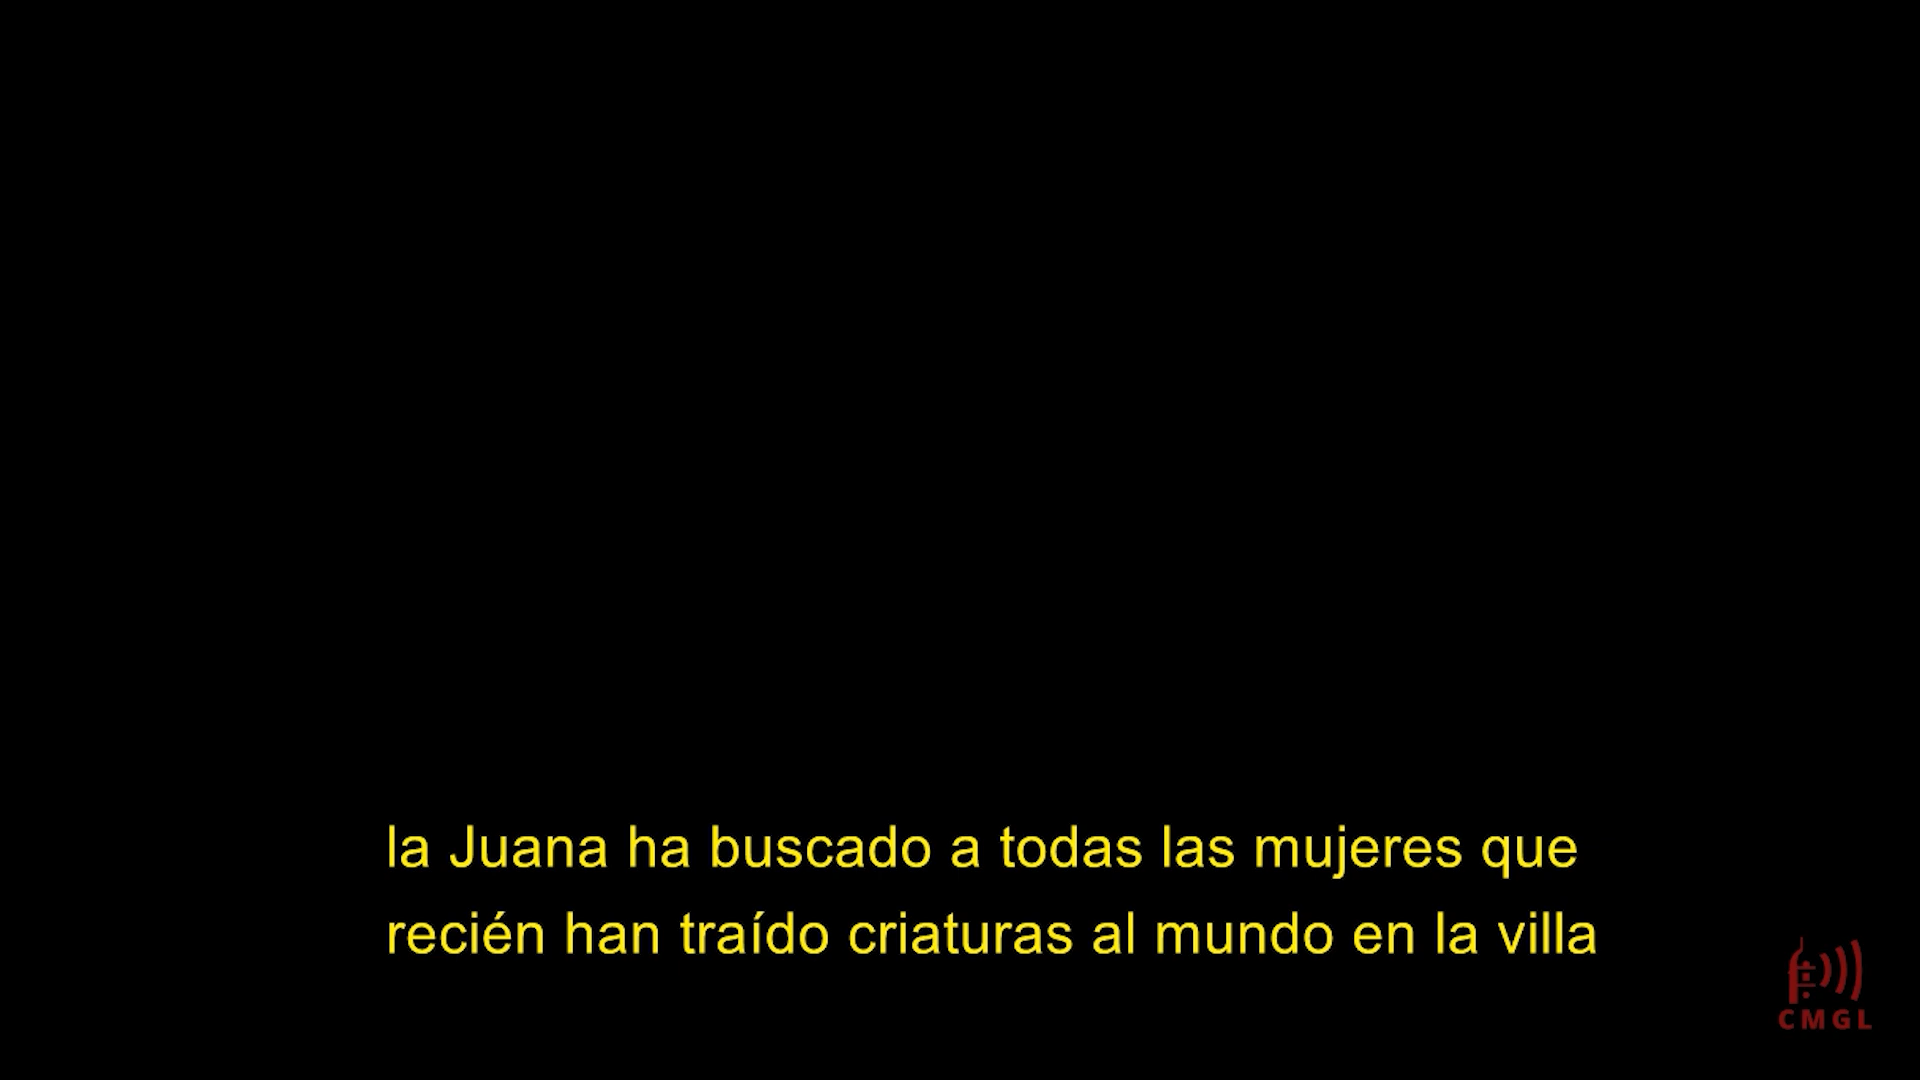 la Juana ha buscado a todas las mujeres que
recién han traído criaturas al mundo en la villa
CMGL